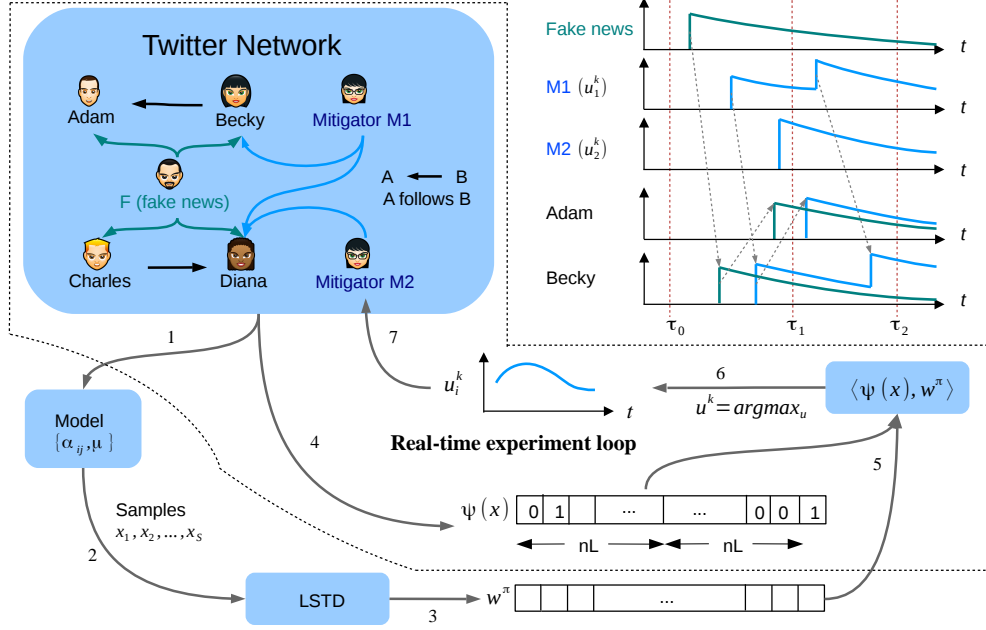 Twitter Network
Adam
Becky
Mitigator M1
F (fake news)
A B
A follows B
Charles
Diana
Mitigator M2
Fake news
t
M1 (u₁ᵏ)
t
M2 (u₂ᵏ)
t
Adam
t
Becky
t
τ₀ τ₁ τ₂
1
7
6
uᵢᵏ
t
uᵏ=argmaxᵤ
⟨ψ(x), w^π⟩
Model
{α_ij,μ}
4
Real-time experiment loop
5
Samples
x₁, x₂, ..., x_S
2
ψ(x) 0 1 ... ... 0 0 1
nL nL
LSTD
3
w^π ...